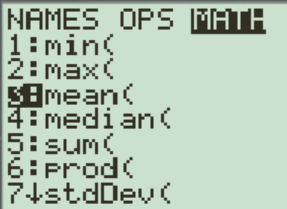 NAMES OPS MATH
1:min(
2:max(
3:mean(
4:median(
5:sum(
6:prod(
7↓stdDev(